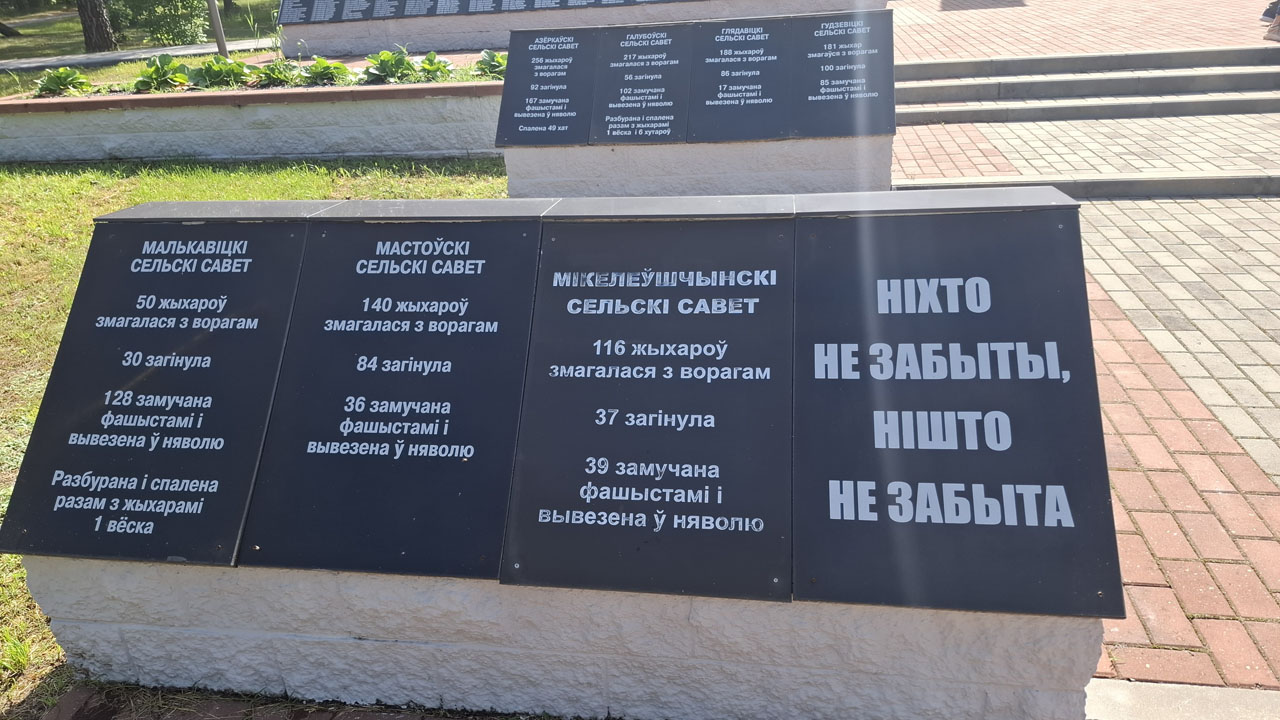 АЗЁРКАЎСКІ
СЕЛЬСКІ САВЕТ
256 жыхароў
змагалася
з ворагам
92 загінула
167 замучана
фашыстамі і
вывезена ў няволю
Спалена 49 хат
ГАЛУБОЎСКІ
СЕЛЬСКІ САВЕТ
217 жыхароў
змагалася з ворагам
56 загінула
102 замучана
фашыстамі і
вывезена ў няволю
Разбурана і спалена
разам з жыхарамі
1 вёска і 6 хутароў
ГЛЯДАВІЦКІ
СЕЛЬСКІ САВЕТ
188 жыхароў
змагалася з ворагам
86 загінула
17 замучана
фашыстамі і
вывезена ў няволю
ГУДЗЕВІЦКІ
СЕЛЬСКІ САВЕТ
181 жыхар
змагаўся
з ворагам
100 загінула
85 замучана
фашыстамі і
вывезена ў няволю
МАЛЬКАВІЦКІ
СЕЛЬСКІ САВЕТ
50 жыхароў
змагалася з ворагам
30 загінула
128 замучана
фашыстамі і
вывезена ў няволю
Разбурана і спалена
разам з жыхарамі
1 вёска
МАСТОЎСКІ
СЕЛЬСКІ САВЕТ
140 жыхароў
змагалася з ворагам
84 загінула
36 замучана
фашыстамі і
вывезена ў няволю
МІКЕЛЕЎШЧЫНСКІ
СЕЛЬСКІ САВЕТ
116 жыхароў
змагалася з ворагам
37 загінула
39 замучана
фашыстамі і
вывезена ў няволю
НІХТО
НЕ ЗАБЫТЫ,
НІШТО
НЕ ЗАБЫТА